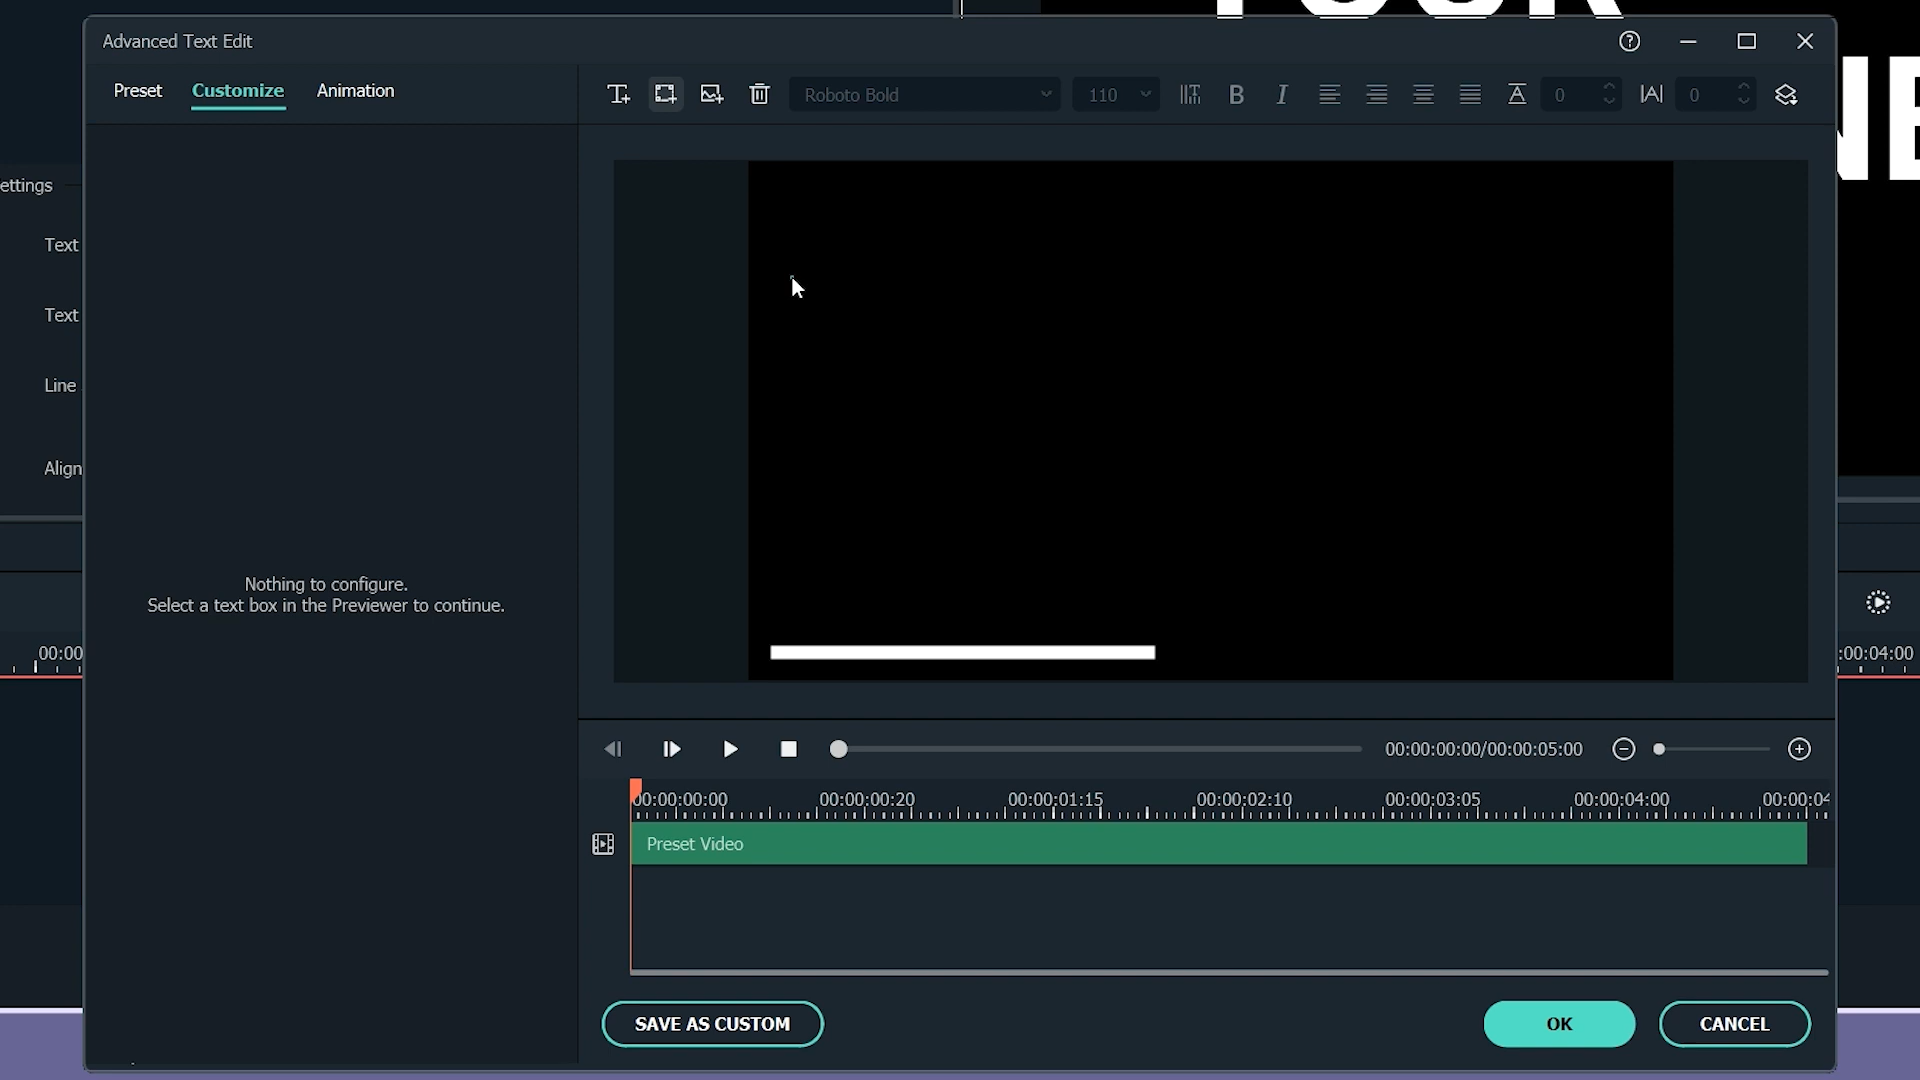 Advanced Text Edit
Preset Customize Animation
Roboto Bold 110 B I A 0 |A| 0
ettings
Text
Text
Line
Align
Nothing to configure.
Select a text box in the Previewer to continue.
00:00:00:00/00:00:05:00
00:00
00:00:00:00 00:00:00:20 00:00:01:15 00:00:02:10 00:00:03:05 00:00:04:00 00:00:04
:00:04:00
Preset Video
SAVE AS CUSTOM OK CANCEL